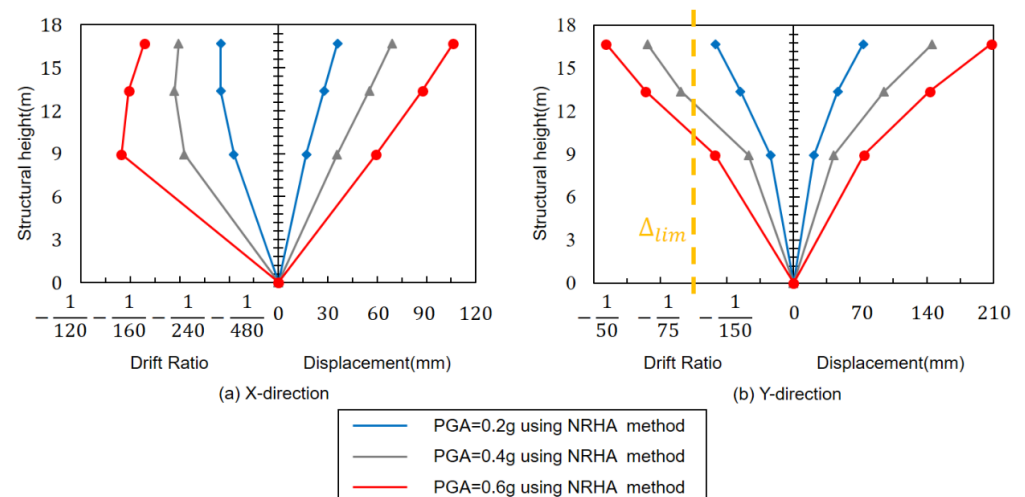 18
15
12
9
6
3
0
Structural height(m)
-1/120 -1/160 -1/240 -1/480 0 30 60 90 120
Drift Ratio Displacement(mm)
(a) X-direction
18
15
12
9
6
3
0
Structural height(m)
Δlim
-1/50 -1/75 -1/150 0 70 140 210
Drift Ratio Displacement(mm)
(b) Y-direction
PGA=0.2g using NRHA method
PGA=0.4g using NRHA method
PGA=0.6g using NRHA method